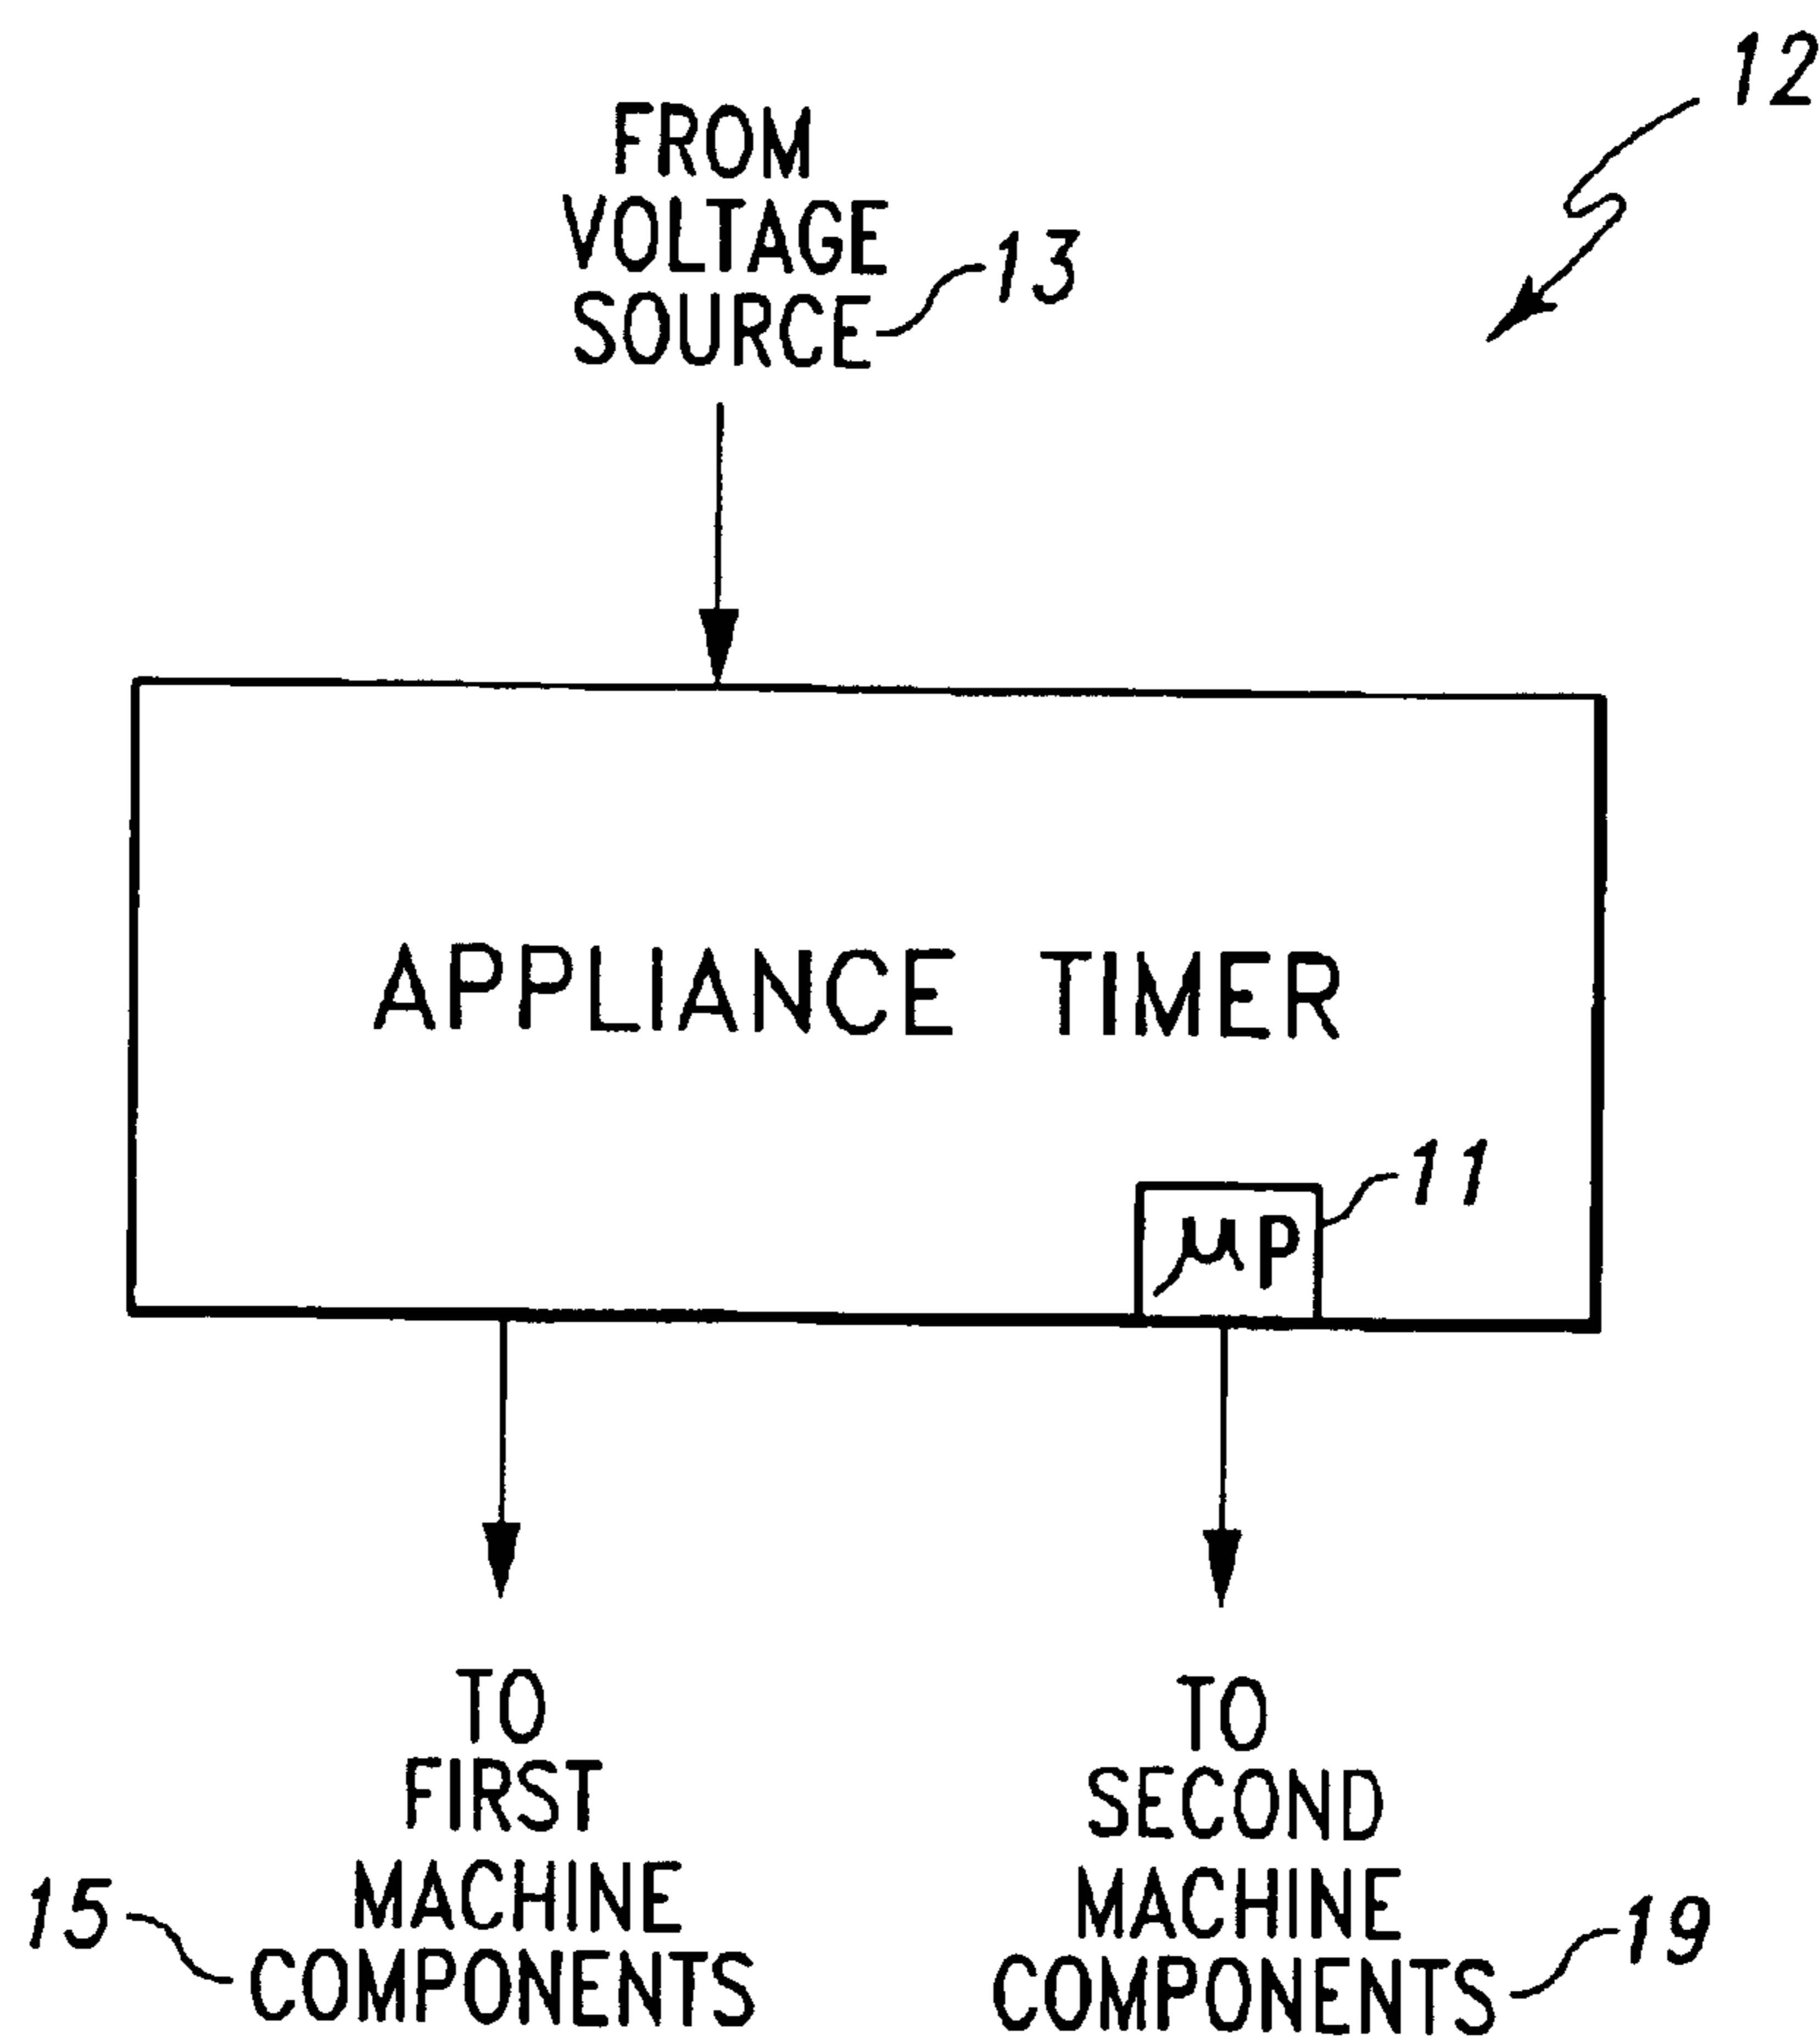 12
FROM
VOLTAGE
SOURCE
13
APPLIANCE TIMER
11
μP
TO
FIRST
MACHINE
COMPONENTS
15
TO
SECOND
MACHINE
COMPONENTS
19